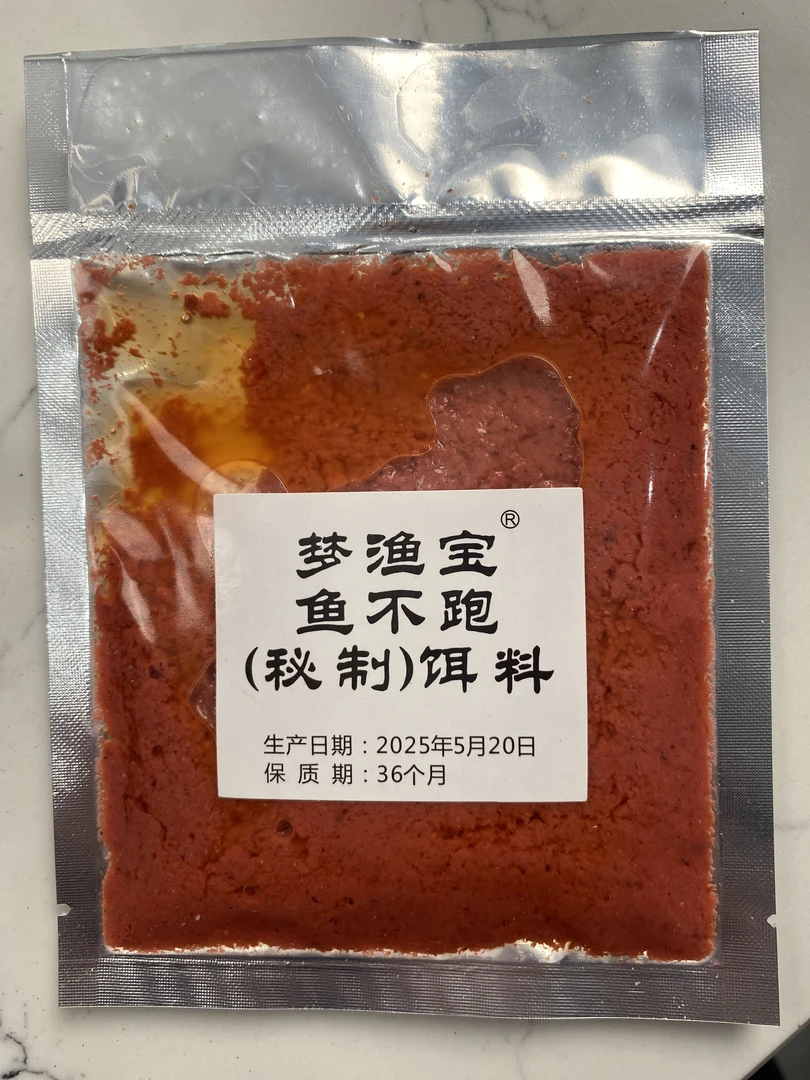 梦渔宝®
鱼不跑
(秘制)饵料
生产日期：2025年5月20日
保质期：36个月